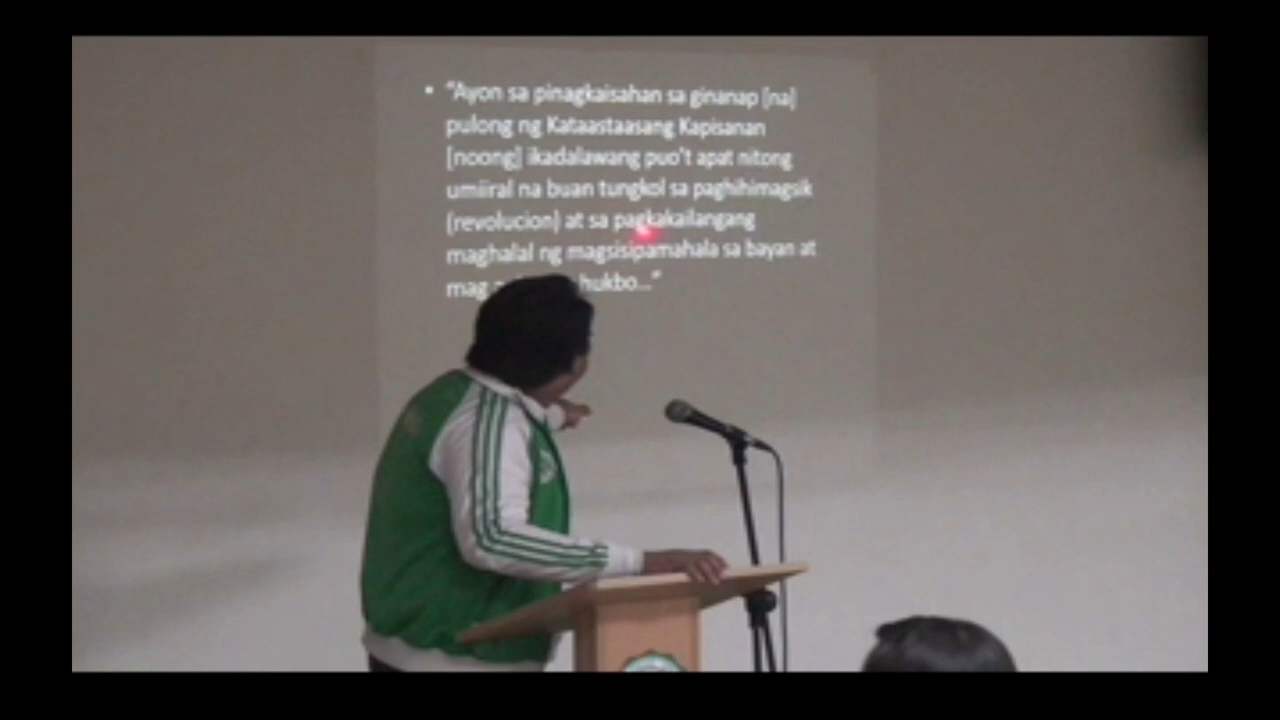 • "Ayon sa pinagkaisahan sa ginanap [na]
pulong ng Kataastaasang Kapisanan
[noong] ikadalawang puo't apat nitong
umiiral na buan tungkol sa paghihimagsik
(revolucion) at sa pagkakailangang
maghalal ng magsisipamahala sa bayan at
mag hukbo..."